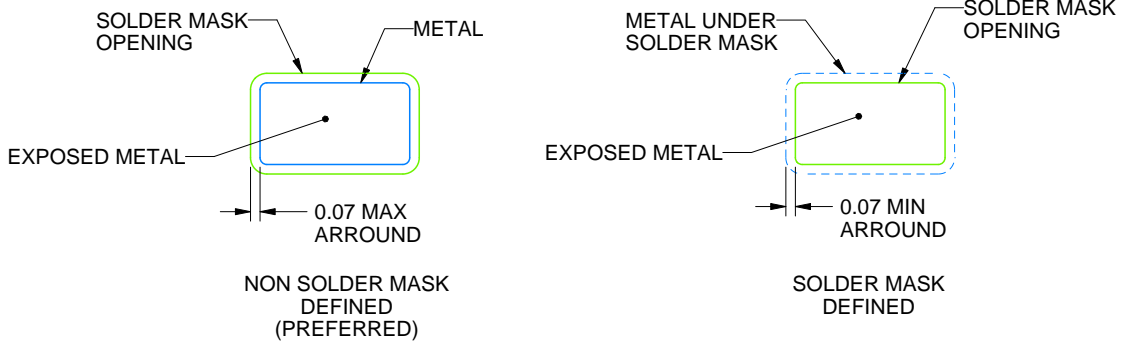 SOLDER MASK
OPENING
METAL
EXPOSED METAL
0.07 MAX
ARROUND
NON SOLDER MASK
DEFINED
(PREFERRED)
METAL UNDER
SOLDER MASK
SOLDER MASK
OPENING
EXPOSED METAL
0.07 MIN
ARROUND
SOLDER MASK
DEFINED